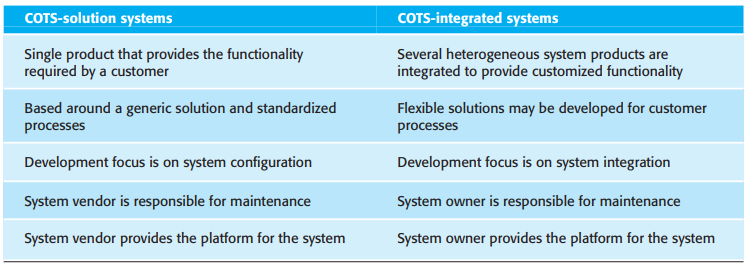 COTS-solution systems
COTS-integrated systems
Single product that provides the functionality
required by a customer
Several heterogeneous system products are
integrated to provide customized functionality
Based around a generic solution and standardized
processes
Flexible solutions may be developed for customer
processes
Development focus is on system configuration
Development focus is on system integration
System vendor is responsible for maintenance
System owner is responsible for maintenance
System vendor provides the platform for the system
System owner provides the platform for the system